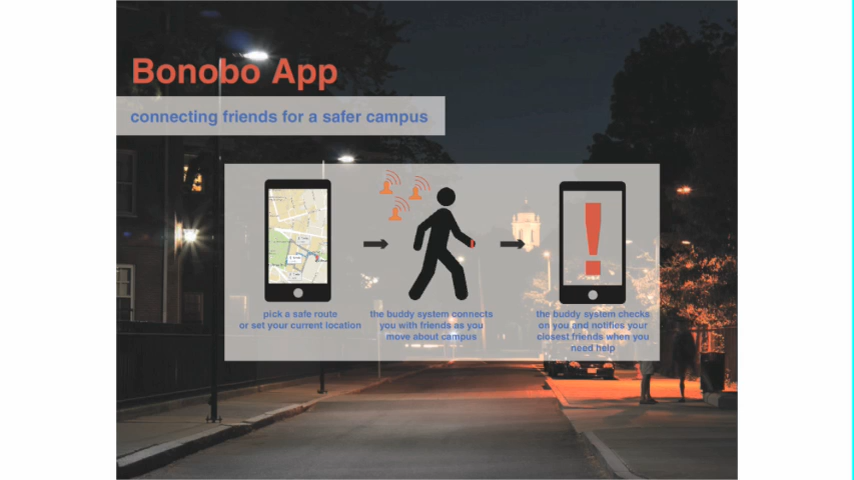 Bonobo App
connecting friends for a safer campus
pick a safe route
or set your current location
the buddy system connects
you with friends as you
move about campus
the buddy system checks
on you and notifies your
closest friends when you
need help